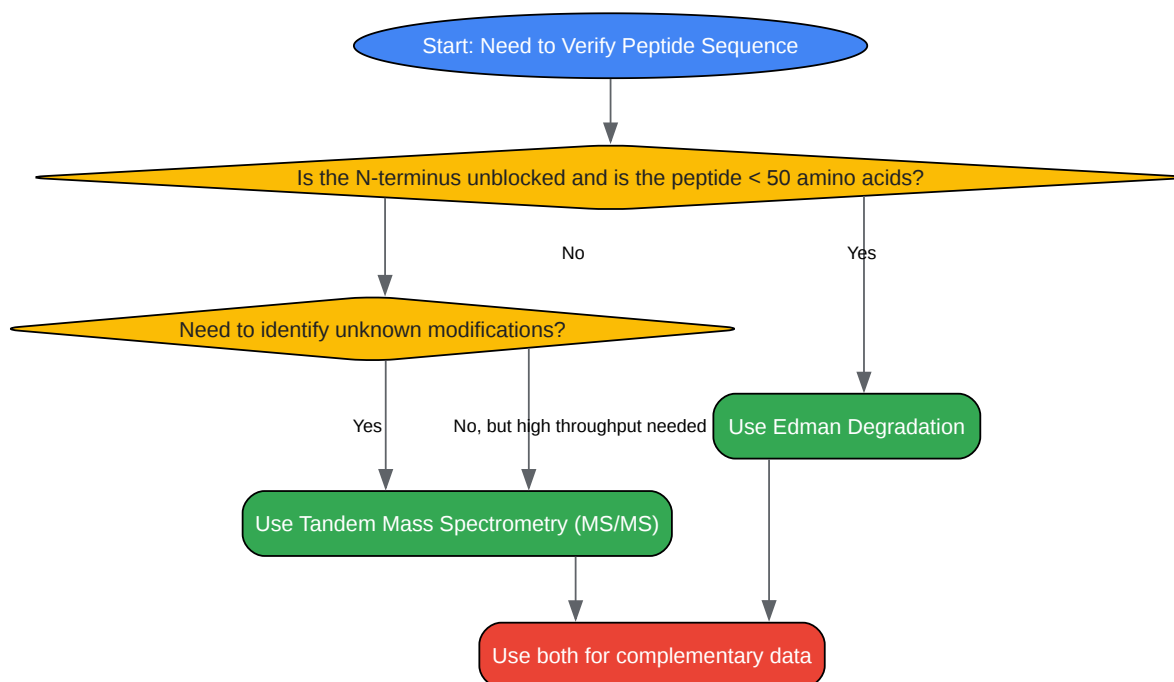 Start: Need to Verify Peptide Sequence
Is the N-terminus unblocked and is the peptide < 50 amino acids?
No
Yes
Need to identify unknown modifications?
Yes
No, but high throughput needed
Use Edman Degradation
Use Tandem Mass Spectrometry (MS/MS)
Use both for complementary data